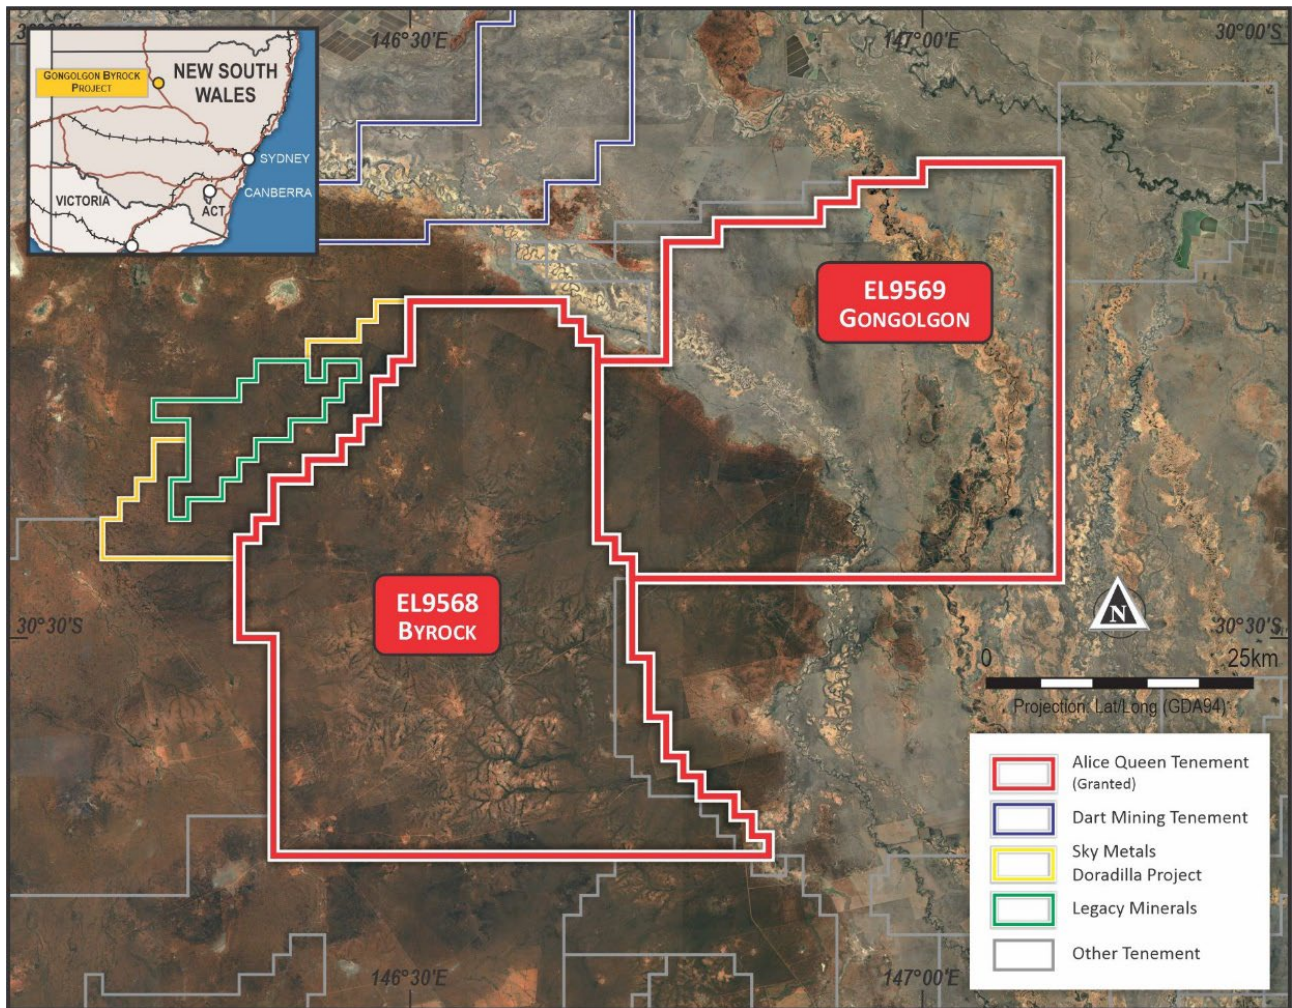 146°30'E
147°00'E
30°00'S
GONGOLGON BYROCK
PROJECT
NEW SOUTH
WALES
SYDNEY
CANBERRA
VICTORIA
ACT
EL9569
GONGOLGON
EL9568
BYROCK
N
30°30'S
30°30'S
0
25km
Projection: Lat/Long (GDA94)
Alice Queen Tenement
(Granted)
Dart Mining Tenement
Sky Metals
Doradilla Project
Legacy Minerals
Other Tenement
146°30'E
147°00'E